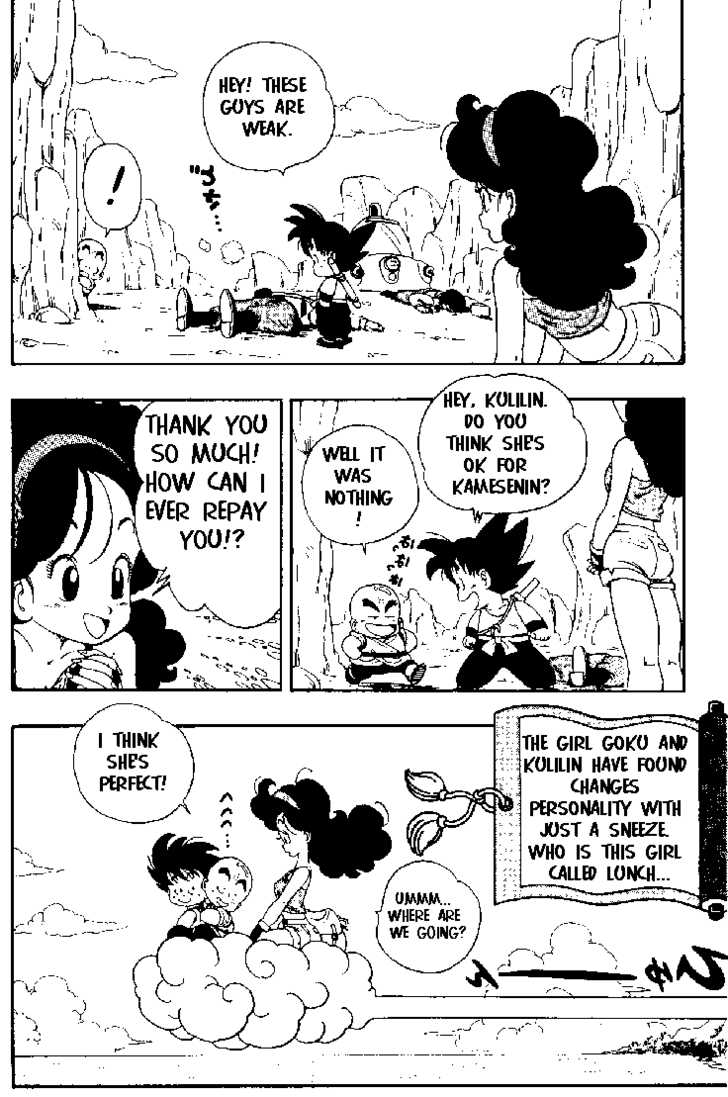 HEY! THESE
GUYS ARE
WEAK.
!
THANK YOU
SO MUCH!
HOW CAN I
EVER REPAY
YOU!?
HEY, KULILIN.
DO YOU
THINK SHE'S
OK FOR
KAMESENIN?
WELL IT
WAS
NOTHING
!
I THINK
SHE'S
PERFECT!
THE GIRL GOKU AND
KULILIN HAVE FOUND
CHANGES
PERSONALITY WITH
JUST A SNEEZE.
WHO IS THIS GIRL
CALLED LUNCH...
UMMM...
WHERE ARE
WE GOING?